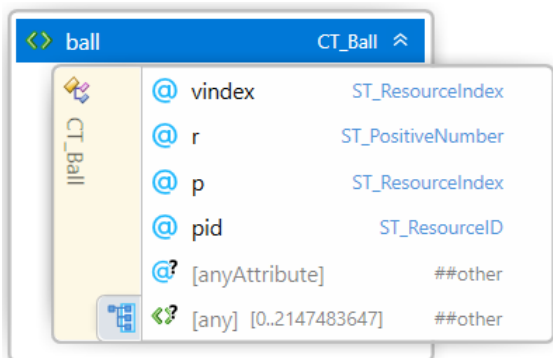 ball CT_Ball
CT_Ball
@ vindex ST_ResourceIndex
@ r ST_PositiveNumber
@ p ST_ResourceIndex
@ pid ST_ResourceID
@? [anyAttribute] ##other
<>? [any] [0..2147483647] ##other